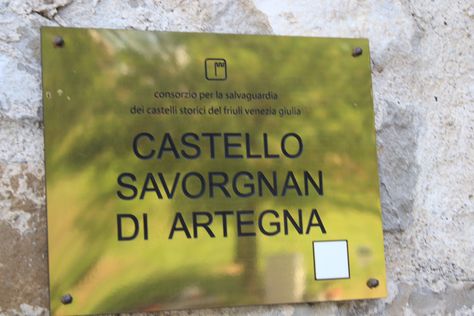 consorzio per la salvaguardia
dei castelli storici del friuli venezia giulia
CASTELLO
SAVORGNAN
DI ARTEGNA